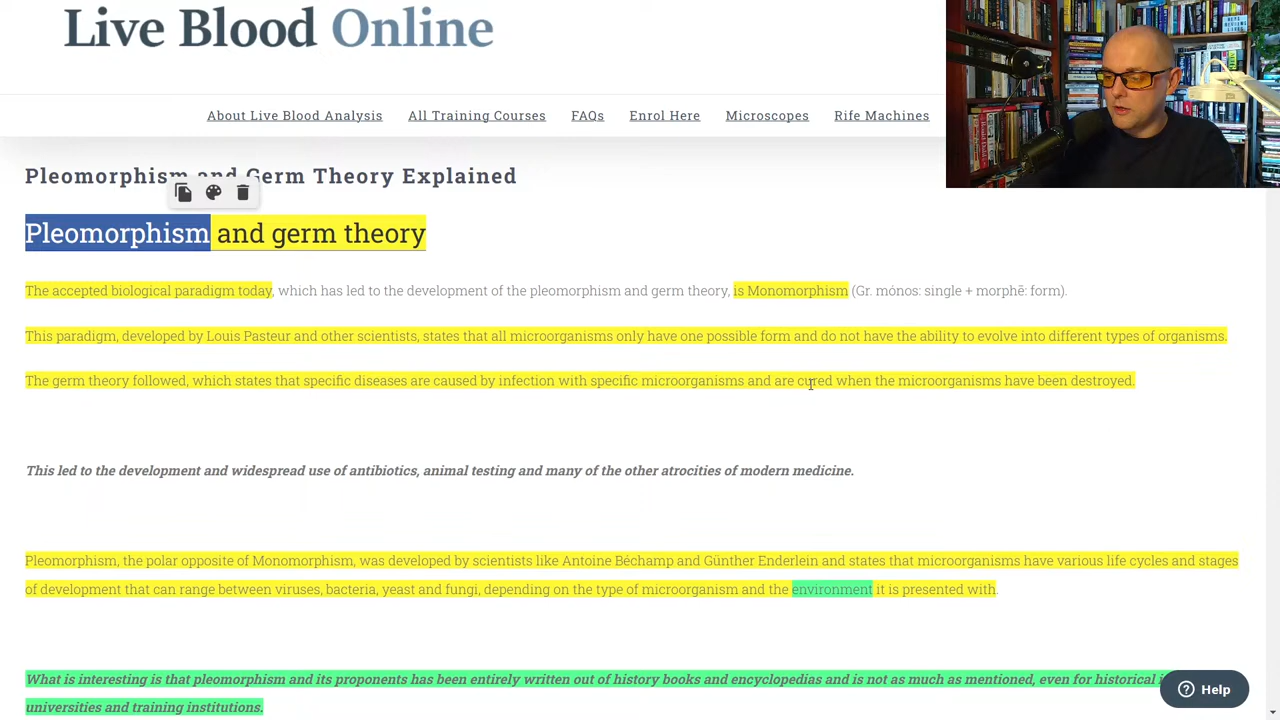 Live Blood Online
About Live Blood Analysis All Training Courses FAQs Enrol Here Microscopes Rife Machines
Pleomorphism and Germ Theory Explained
Pleomorphism and germ theory
The accepted biological paradigm today, which has led to the development of the pleomorphism and germ theory, is Monomorphism (Gr. mónos: single + morphē: form).
This paradigm, developed by Louis Pasteur and other scientists, states that all microorganisms only have one possible form and do not have the ability to evolve into different types of organisms.
The germ theory followed, which states that specific diseases are caused by infection with specific microorganisms and are cured when the microorganisms have been destroyed.
This led to the development and widespread use of antibiotics, animal testing and many of the other atrocities of modern medicine.
Pleomorphism, the polar opposite of Monomorphism, was developed by scientists like Antoine Béchamp and Günther Enderlein and states that microorganisms have various life cycles and stages
of development that can range between viruses, bacteria, yeast and fungi, depending on the type of microorganism and the environment it is presented with.
What is interesting is that pleomorphism and its proponents has been entirely written out of history books and encyclopedias and is not as much as mentioned, even for historical
universities and training institutions.
Help